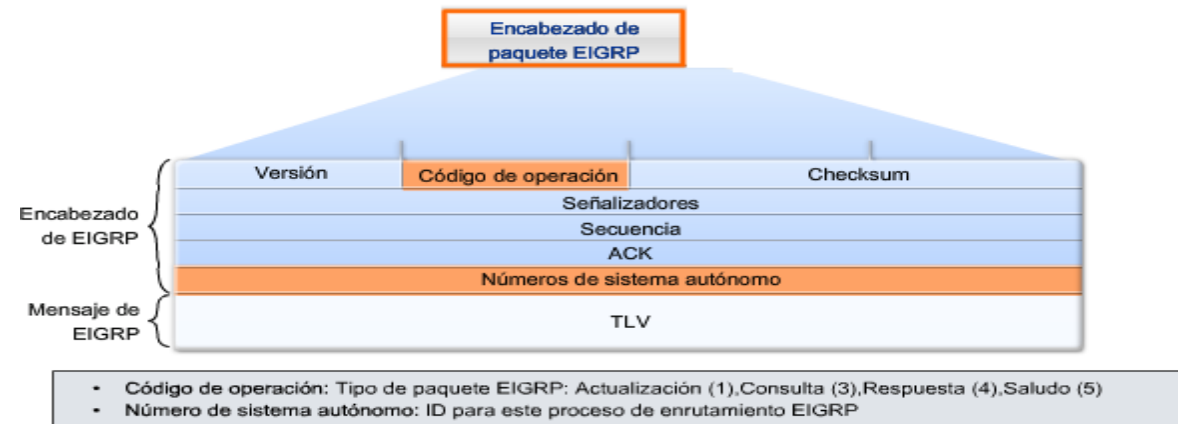 Encabezado de
paquete EIGRP
Versión
Código de operación
Checksum
Señalizadores
Secuencia
ACK
Números de sistema autónomo
TLV
Encabezado
de EIGRP
Mensaje de
EIGRP
• Código de operación: Tipo de paquete EIGRP: Actualización (1),Consulta (3),Respuesta (4),Saludo (5)
• Número de sistema autónomo: ID para este proceso de enrutamiento EIGRP